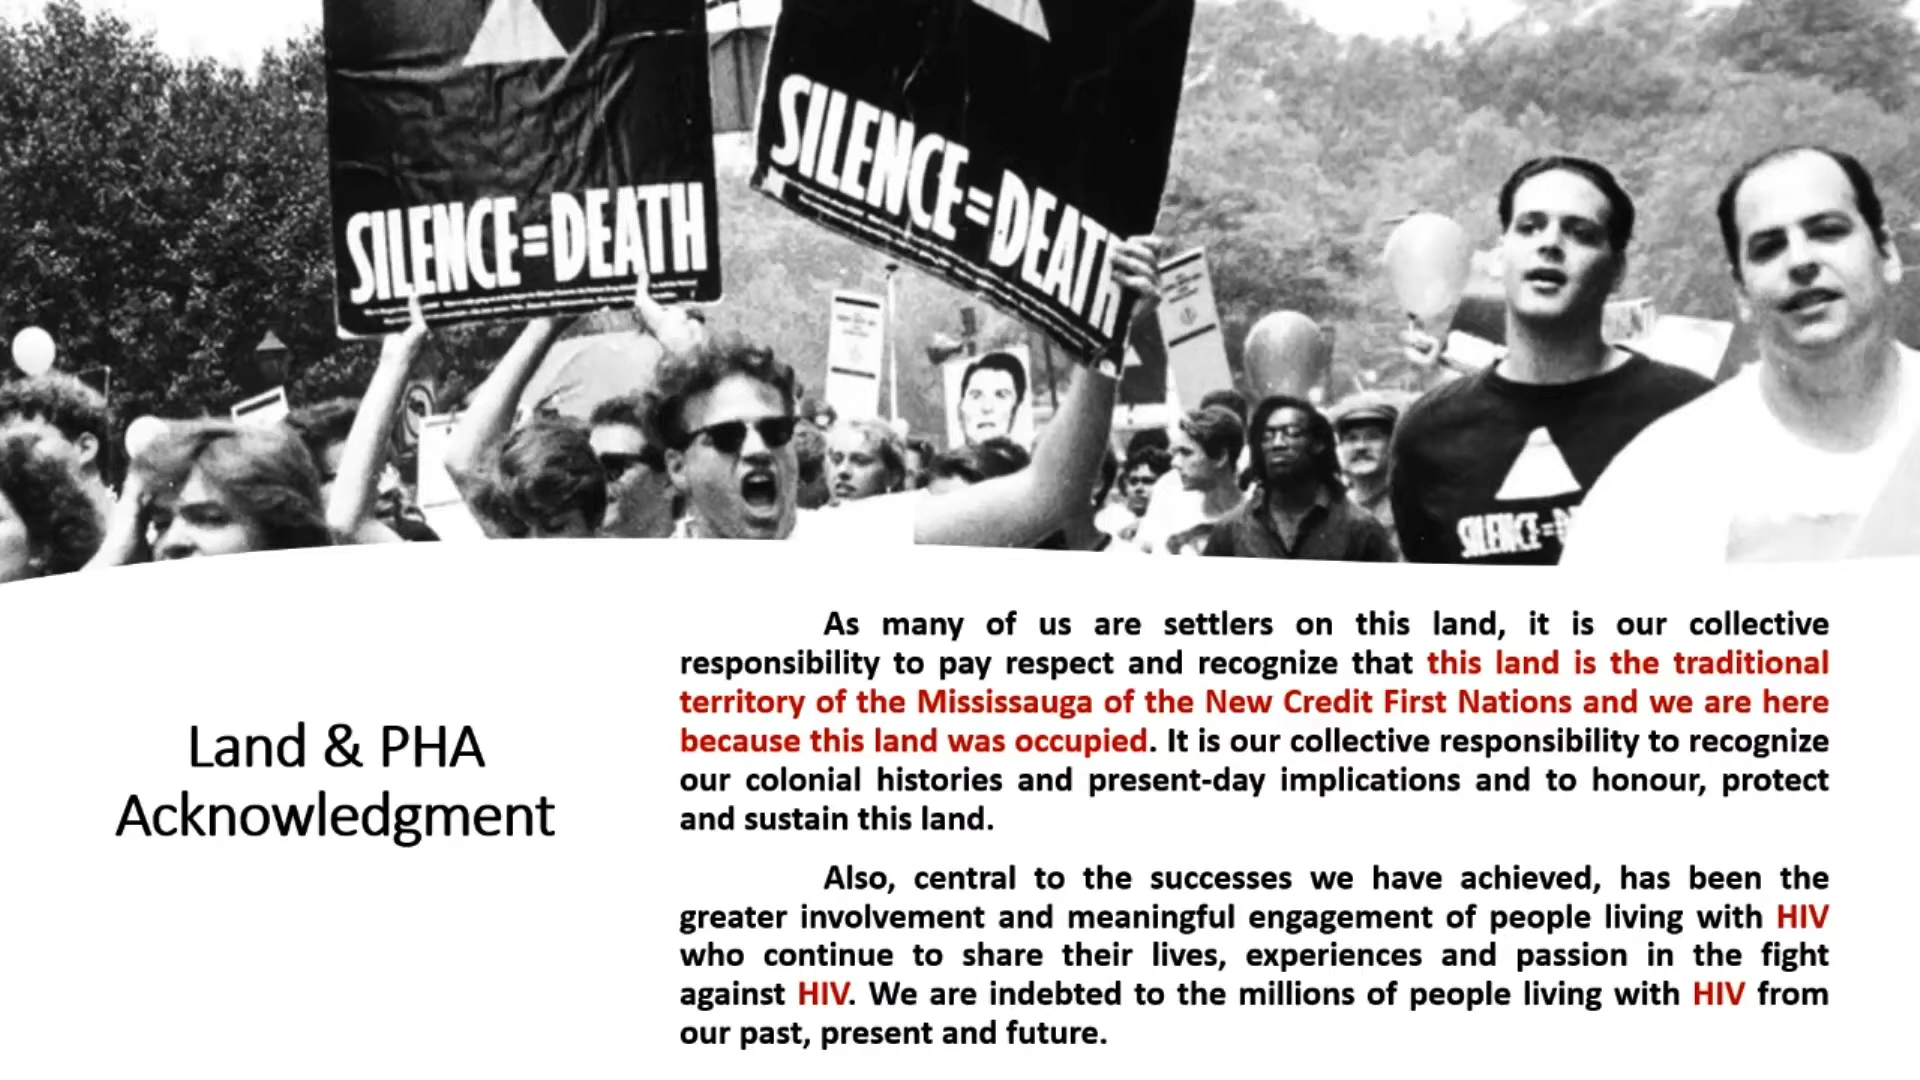 SILENCE=DEATH
SILENCE=DEATH
SILENCE=D
Land & PHA
Acknowledgment
As many of us are settlers on this land, it is our collective
responsibility to pay respect and recognize that this land is the traditional
territory of the Mississauga of the New Credit First Nations and we are here
because this land was occupied. It is our collective responsibility to recognize
our colonial histories and present-day implications and to honour, protect
and sustain this land.
Also, central to the successes we have achieved, has been the
greater involvement and meaningful engagement of people living with HIV
who continue to share their lives, experiences and passion in the fight
against HIV. We are indebted to the millions of people living with HIV from
our past, present and future.